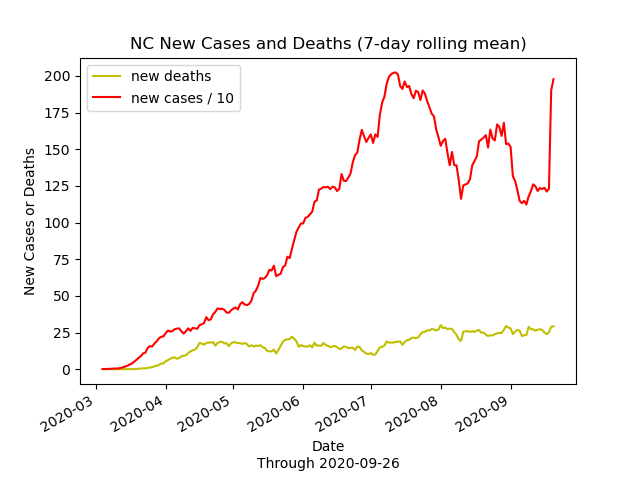 NC New Cases and Deaths (7-day rolling mean)
new deaths
new cases / 10
New Cases or Deaths
200
175
150
125
100
75
50
25
0
2020-03
2020-04
2020-05
2020-06
2020-07
2020-08
2020-09
Date
Through 2020-09-26